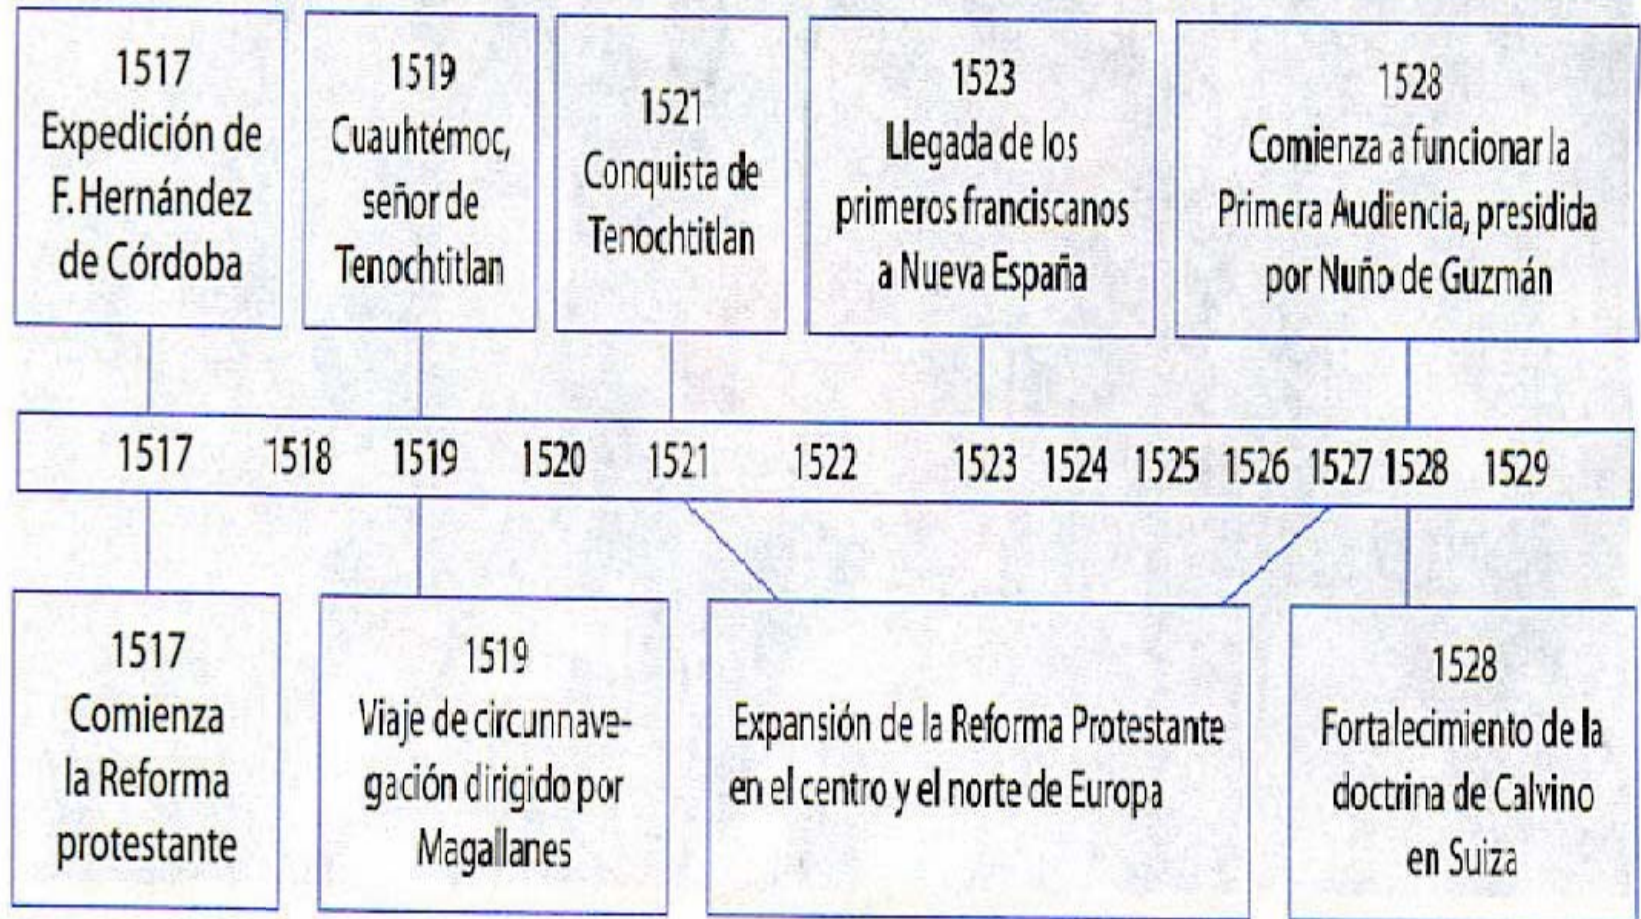 1517
Expedición de
F. Hernández
de Córdoba
1519
Cuauhtémoc,
señor de
Tenochtitlan
1521
Conquista de
Tenochtitlan
1523
Llegada de los
primeros franciscanos
a Nueva España
1528
Comienza a funcionar la
Primera Audiencia, presidida
por Nuño de Guzmán
1517 1518 1519 1520 1521 1522 1523 1524 1525 1526 1527 1528 1529
1517
Comienza
la Reforma
protestante
1519
Viaje de circunnave-
gación dirigido por
Magallanes
Expansión de la Reforma Protestante
en el centro y el norte de Europa
1528
Fortalecimiento de la
doctrina de Calvino
en Suiza